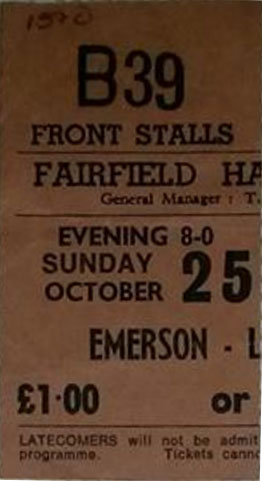 1970
B39
FRONT STALLS
FAIRFIELD HA
General Manager : T.
EVENING 8-0
SUNDAY
OCTOBER 25
EMERSON - L
£1·00 or
LATECOMERS will not be admit
programme. Tickets canno